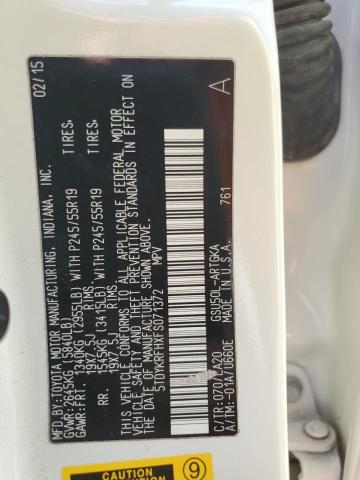 MFD. BY: TOYOTA MOTOR MANUFACTURING, INDIANA, INC. 02/15
GVWR: 2645KG (5840LB)
GAWR: FRT. 1340KG (2955LB) WITH P245/55R19 TIRES,
19X7.5J RIMS,
RR. 1545KG (3415LB) WITH P245/55R19 TIRES,
19X7.5J RIMS.
THIS VEHICLE CONFORMS TO ALL APPLICABLE FEDERAL MOTOR
VEHICLE SAFETY AND THEFT PREVENTION STANDARDS IN EFFECT ON
THE DATE OF MANUFACTURE SHOWN ABOVE.
5TDYKRFHXFS071372 MPV
A
761
C/TR: 070/LA20 GSU50L-ARTGKA
A/TM: -01A/U660E MADE IN U.S.A.
CAUTION
9